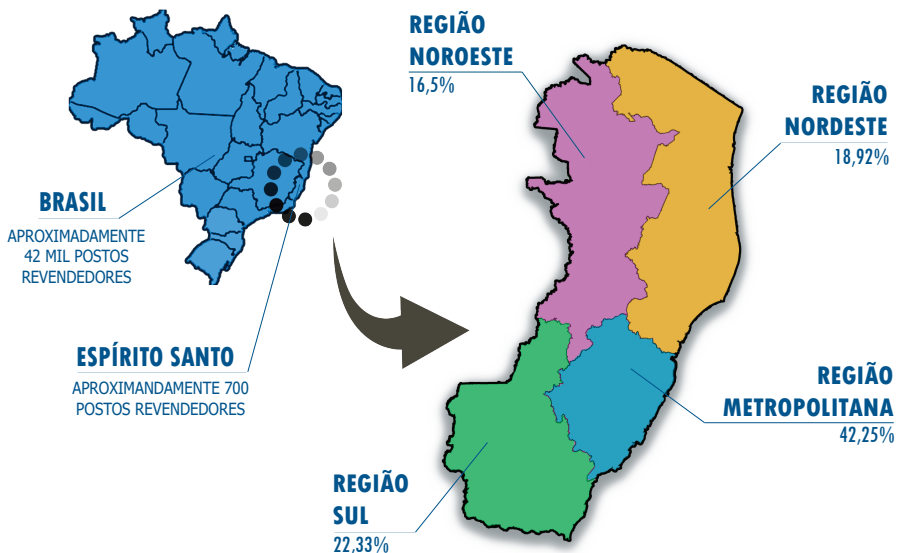 REGIÃO
NOROESTE
16,5%
REGIÃO
NORDESTE
18,92%
BRASIL
APROXIMADAMENTE
42 MIL POSTOS
REVENDEDORES
ESPÍRITO SANTO
APROXIMANDAMENTE 700
POSTOS REVENDEDORES
REGIÃO
METROPOLITANA
42,25%
REGIÃO
SUL
22,33%